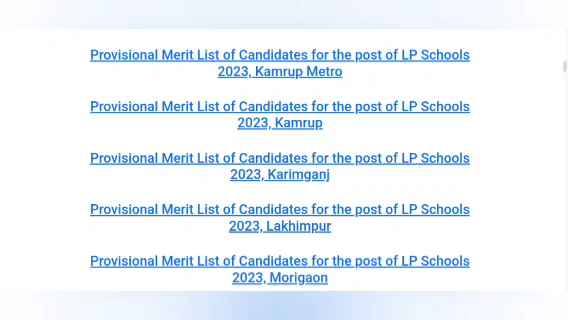 Provisional Merit List of Candidates for the post of LP Schools
2023, Kamrup Metro
Provisional Merit List of Candidates for the post of LP Schools
2023, Kamrup
Provisional Merit List of Candidates for the post of LP Schools
2023, Karimganj
Provisional Merit List of Candidates for the post of LP Schools
2023, Lakhimpur
Provisional Merit List of Candidates for the post of LP Schools
2023, Morigaon